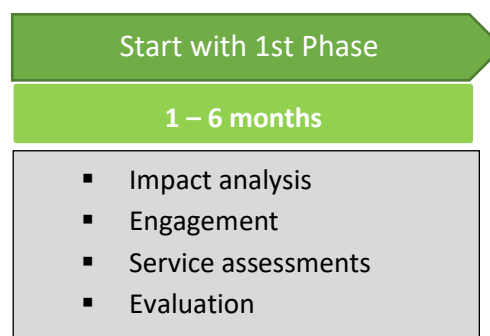 Start with 1st Phase
1 – 6 months
▪ Impact analysis
▪ Engagement
▪ Service assessments
▪ Evaluation